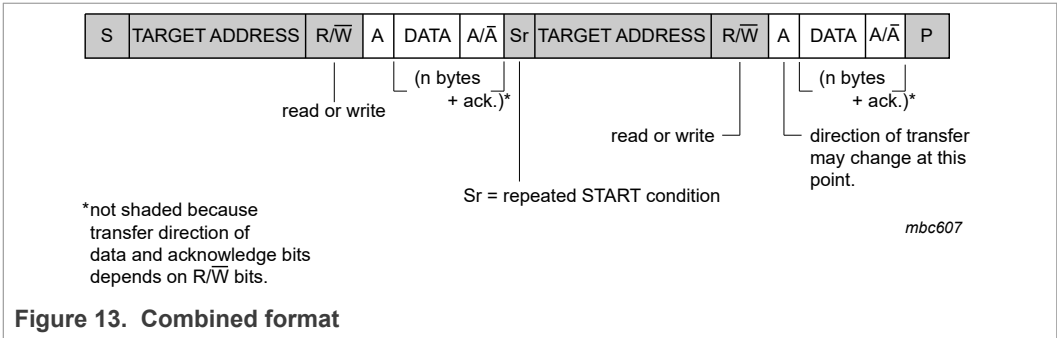 S TARGET ADDRESS R/W̅ A DATA A/A̅ Sr TARGET ADDRESS R/W̅ A DATA A/A̅ P
(n bytes
+ ack.)*
(n bytes
+ ack.)*
read or write
read or write
direction of transfer
may change at this
point.
Sr = repeated START condition
*not shaded because
transfer direction of
data and acknowledge bits
depends on R/W̅ bits.
mbc607
Figure 13. Combined format